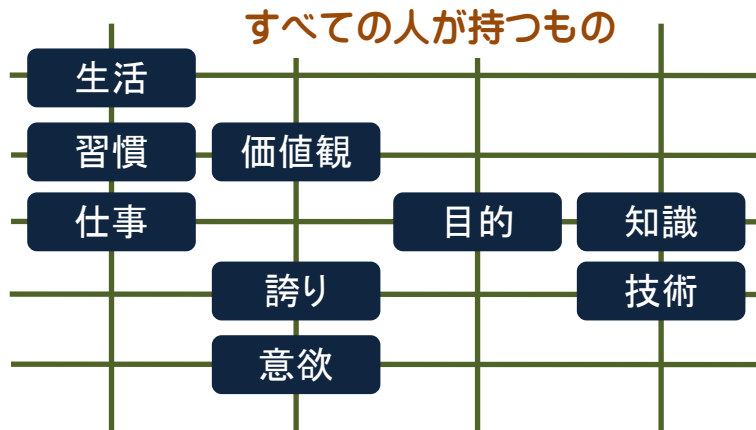 すべての人が持つもの
生活
習慣
価値観
仕事
目的
知識
誇り
技術
意欲